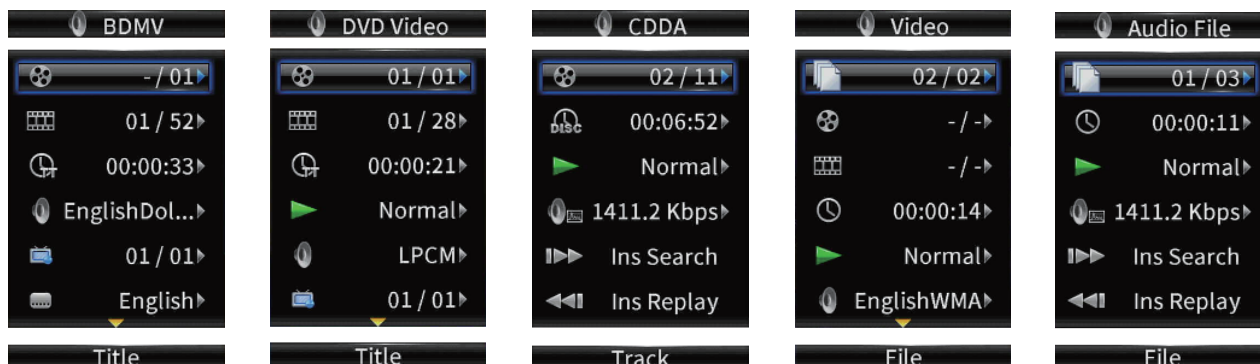 BDMV
- / 01
01 / 52
00:00:33
EnglishDol...
01 / 01
English
Title
DVD Video
01 / 01
01 / 28
00:00:21
Normal
LPCM
01 / 01
Title
CDDA
02 / 11
DISC
00:06:52
Normal
1411.2 Kbps
Ins Search
Ins Replay
Track
Video
02 / 02
- / -
- / -
00:00:14
Normal
EnglishWMA
File
Audio File
01 / 03
00:00:11
Normal
1411.2 Kbps
Ins Search
Ins Replay
File